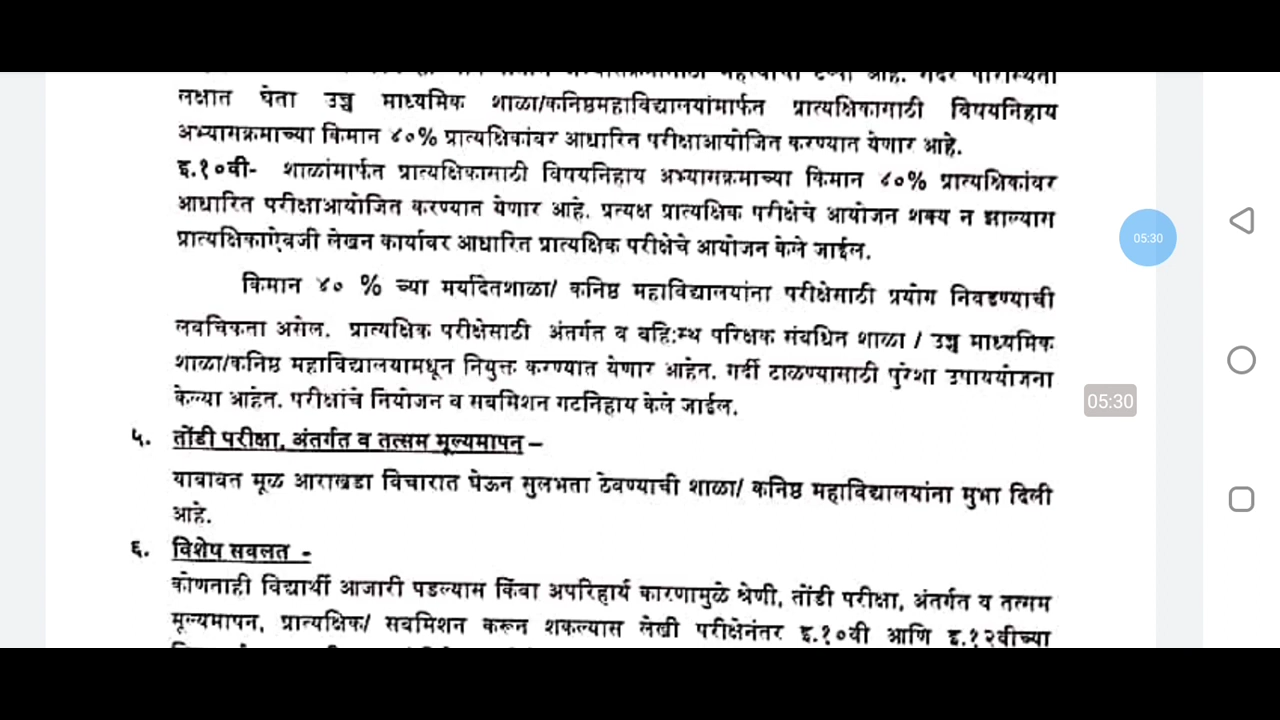 लक्षात घेता उच्च माध्यमिक शाळा/कनिष्ठमहाविद्यालयांमार्फत प्रात्यक्षिकासाठी विषयनिहाय
अभ्यासक्रमाच्या किमान ४०% प्रात्यक्षिकांवर आधारित परीक्षाआयोजित करण्यात येणार आहे.
इ.१०वी- शाळांमार्फत प्रात्यक्षिकासाठी विषयनिहाय अभ्यासक्रमाच्या किमान ४०% प्रात्यक्षिकांवर
आधारित परीक्षाआयोजित करण्यात येणार आहे. प्रत्यक्ष प्रात्यक्षिक परीक्षेचे आयोजन शक्य न झाल्यास
प्रात्यक्षिकाऐवजी लेखन कार्यावर आधारित प्रात्यक्षिक परीक्षेचे आयोजन केले जाईल.
05:30
किमान ४० % च्या मर्यादेतशाळा/ कनिष्ठ महाविद्यालयांना परीक्षेसाठी प्रयोग निवडण्याची
लवचिकता असेल. प्रात्यक्षिक परीक्षेसाठी अंतर्गत व बहि:स्थ परिक्षक संबधित शाळा / उच्च माध्यमिक
शाळा/कनिष्ठ महाविद्यालयामधून नियुक्त करण्यात येणार आहेत. गर्दी टाळण्यासाठी पुरेशा उपाययोजना
केल्या आहेत. परीक्षांचे नियोजन व सबमिशन गटनिहाय केले जाईल.
05:30
५. तोंडी परीक्षा, अंतर्गत व तत्सम मूल्यमापन –
याबाबत मूळ आराखडा विचारात घेऊन सुलभता ठेवण्याची शाळा/ कनिष्ठ महाविद्यालयांना मुभा दिली
आहे.
६. विशेष सवलत -
कोणताही विद्यार्थी आजारी पडल्यास किंवा अपरिहार्य कारणामुळे श्रेणी, तोंडी परीक्षा, अंतर्गत व तत्सम
मूल्यमापन, प्रात्यक्षिक/ सबमिशन करून शकल्यास लेखी परीक्षेनंतर इ.१०वी आणि इ.१२वीच्या